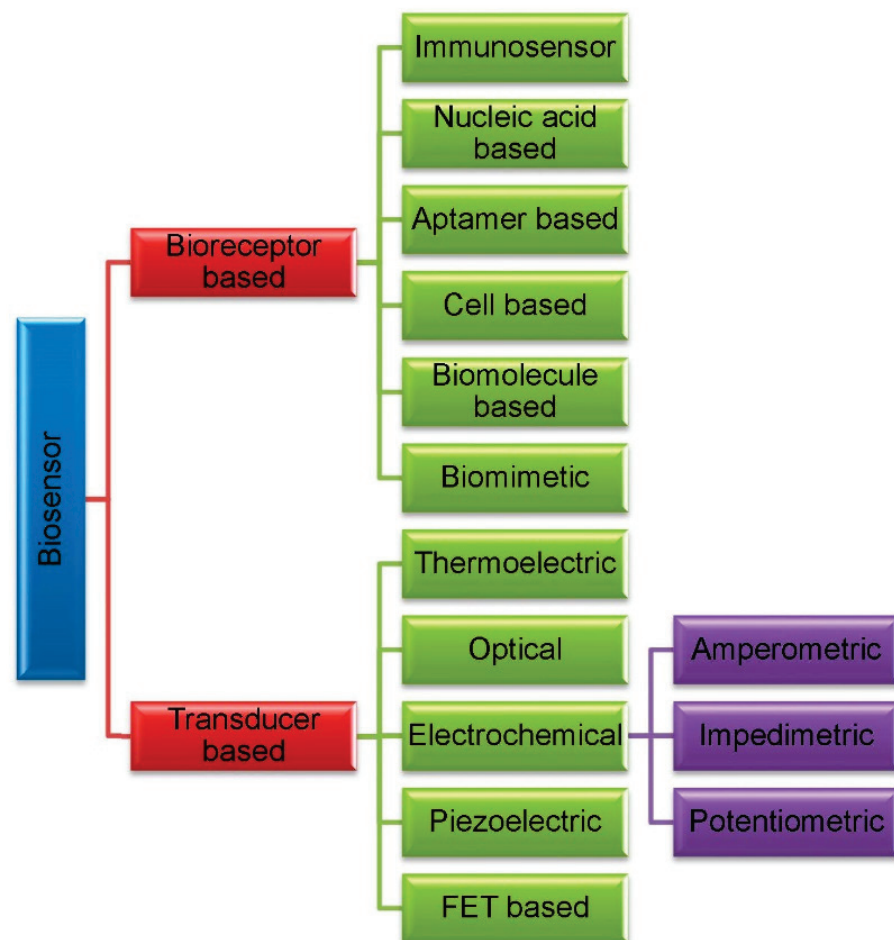 Immunosensor
Nucleic acid
based
Aptamer based
Bioreceptor
based
Cell based
Biomolecule
based
Biomimetic
Biosensor
Thermoelectric
Optical
Amperometric
Transducer
based
Electrochemical
Impedimetric
Piezoelectric
Potentiometric
FET based